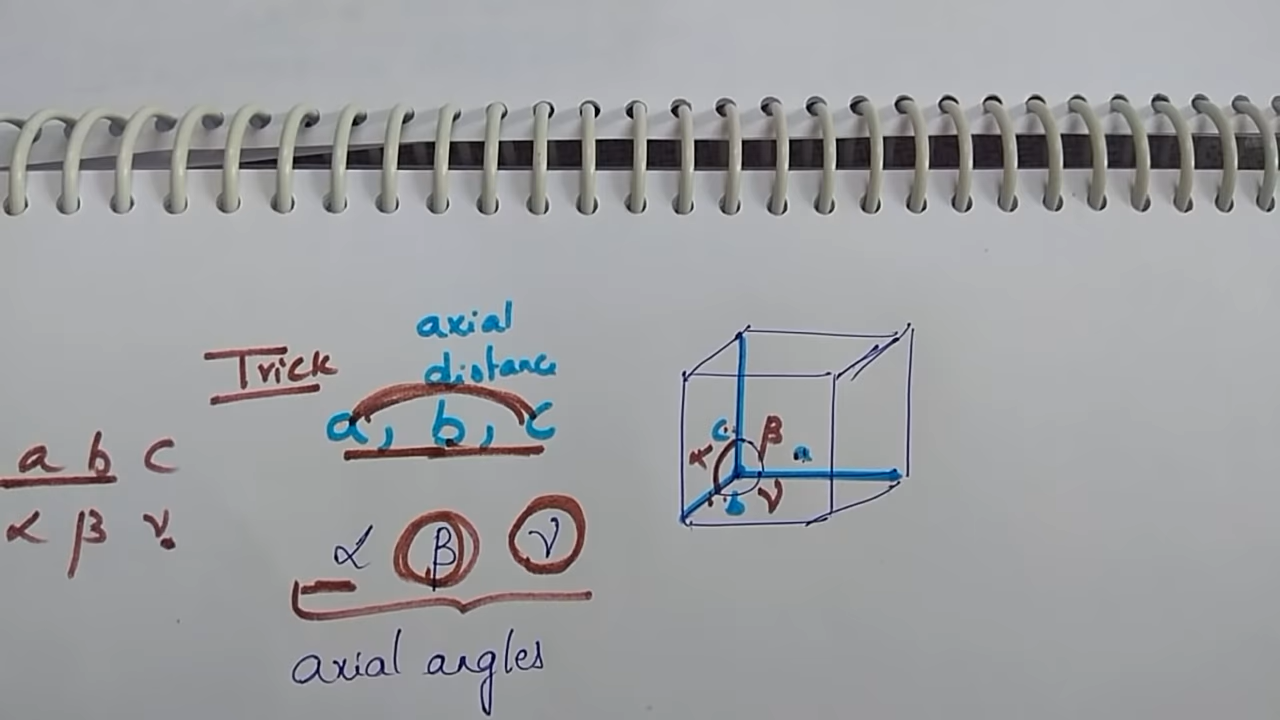 axial
distance
Trick
a, b, c
a b c
α β γ
α β γ
axial angles
c β
α a
b γ